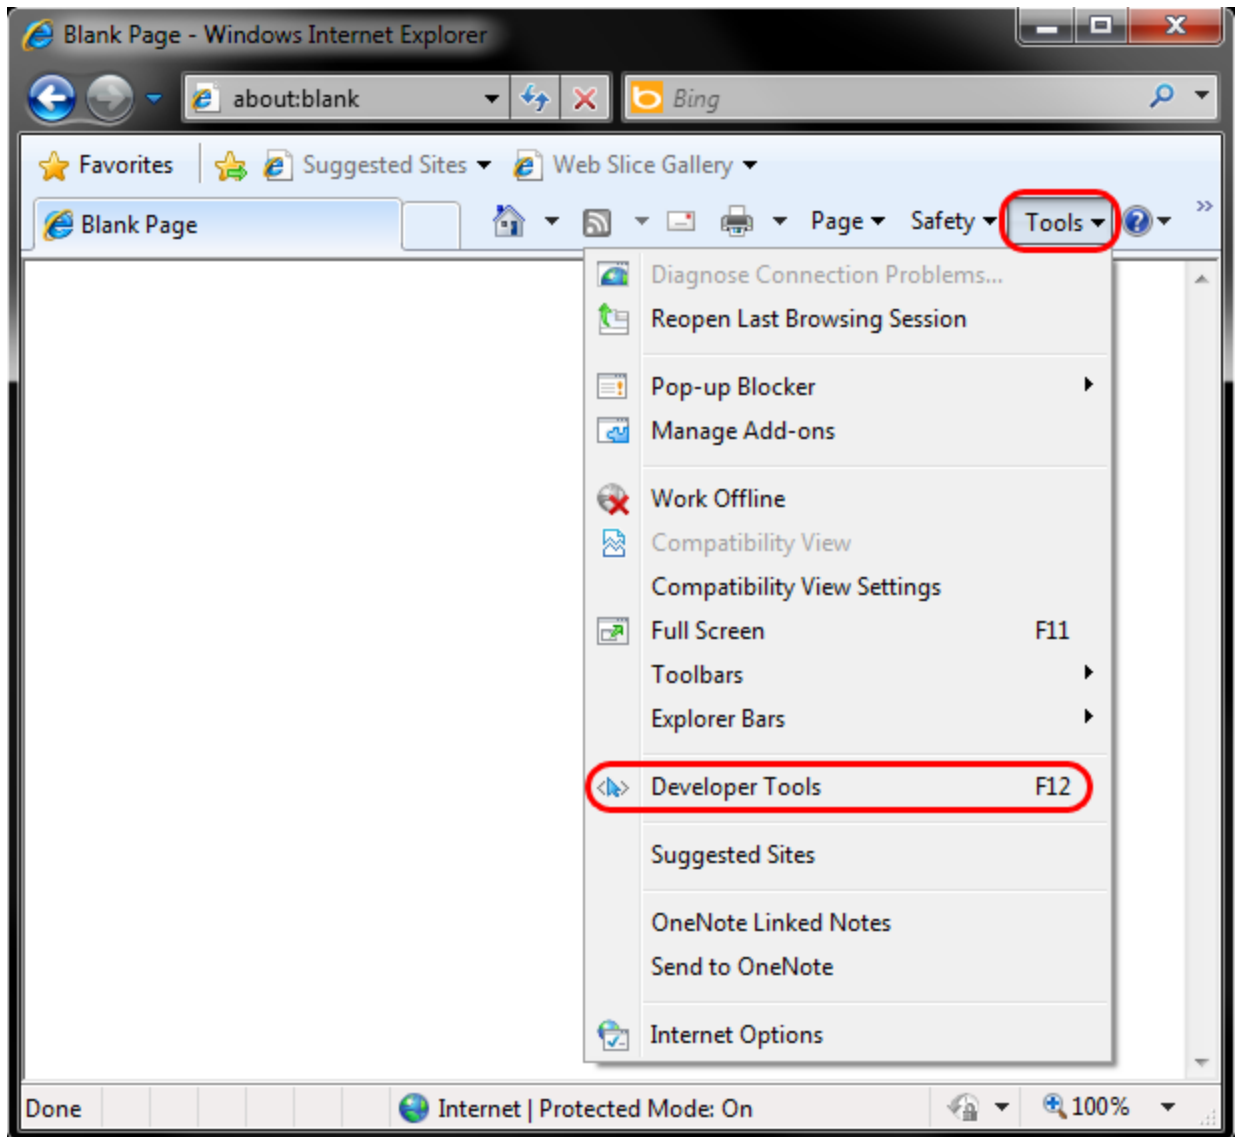 Blank Page - Windows Internet Explorer
about:blank
Bing
Favorites
Suggested Sites
Web Slice Gallery
Blank Page
Page
Safety
Tools
Diagnose Connection Problems...
Reopen Last Browsing Session
Pop-up Blocker
Manage Add-ons
Work Offline
Compatibility View
Compatibility View Settings
Full Screen F11
Toolbars
Explorer Bars
Developer Tools F12
Suggested Sites
OneNote Linked Notes
Send to OneNote
Internet Options
Done
Internet | Protected Mode: On
100%